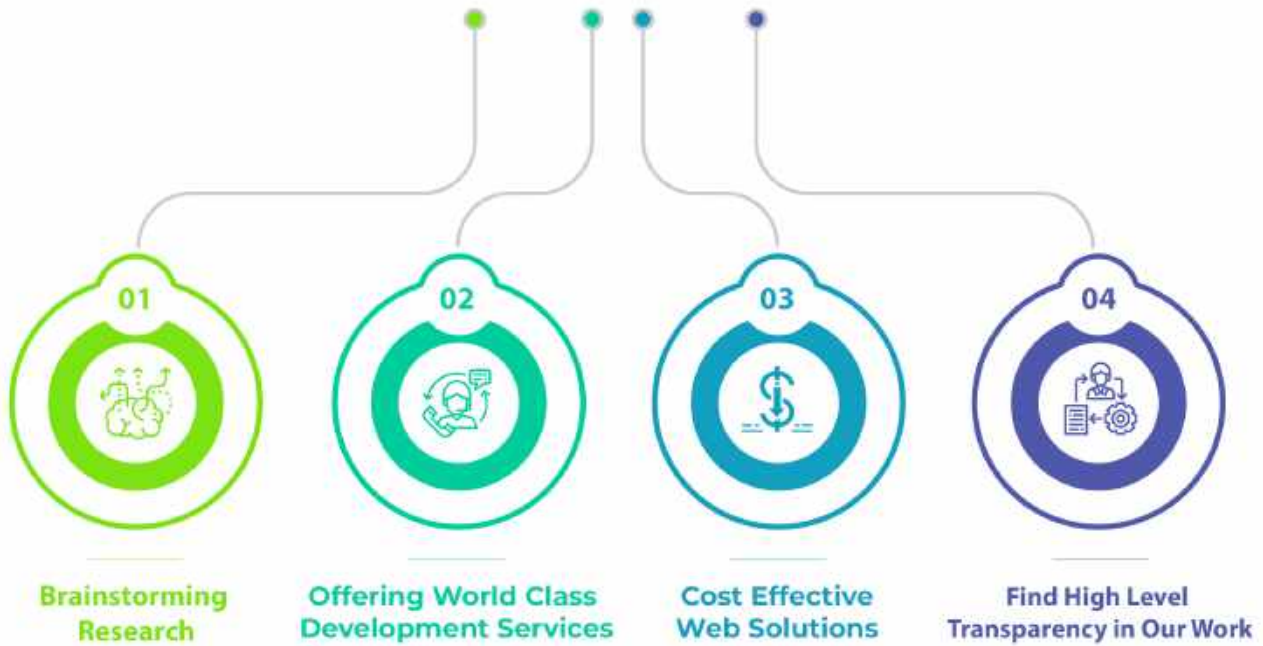 01
02
03
04
Brainstorming
Research
Offering World Class
Development Services
Cost Effective
Web Solutions
Find High Level
Transparency in Our Work